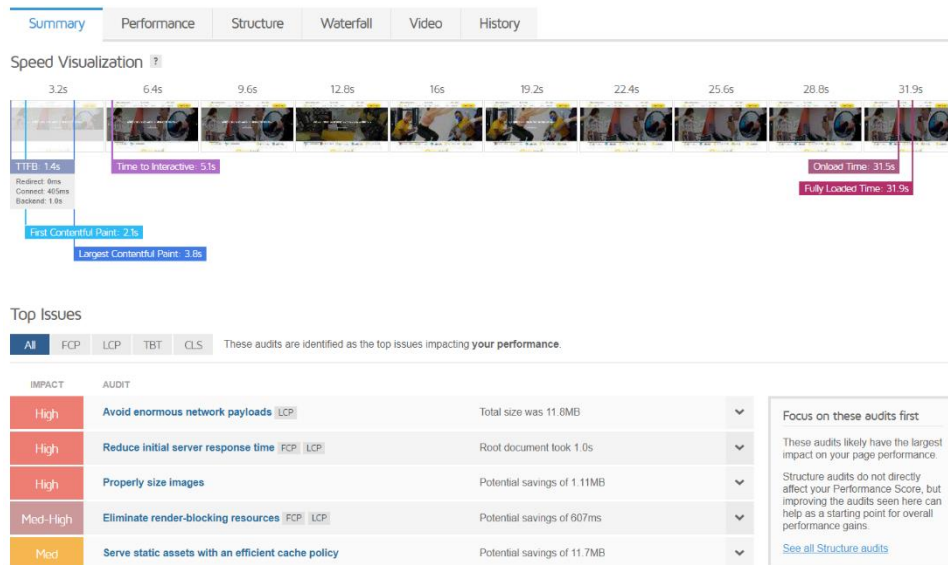 Summary Performance Structure Waterfall Video History
Speed Visualization ?
3.2s 6.4s 9.6s 12.8s 16s 19.2s 22.4s 25.6s 28.8s 31.9s
TTFB: 1.4s
Time to Interactive: 5.1s
Onload Time: 31.5s
Redirect: 0ms
Connect: 405ms
Backend: 1.0s
Fully Loaded Time: 31.9s
First Contentful Paint: 2.1s
Largest Contentful Paint: 3.8s
Top Issues
All FCP LCP TBT CLS These audits are identified as the top issues impacting your performance.
IMPACT AUDIT
High Avoid enormous network payloads LCP Total size was 11.8MB
High Reduce initial server response time FCP LCP Root document took 1.0s
High Properly size images Potential savings of 1.11MB
Med-High Eliminate render-blocking resources FCP LCP Potential savings of 607ms
Med Serve static assets with an efficient cache policy Potential savings of 11.7MB
Focus on these audits first
These audits likely have the largest
impact on your page performance.
Structure audits do not directly
affect your Performance Score, but
improving the audits seen here can
help as a starting point for overall
performance gains.
See all Structure audits